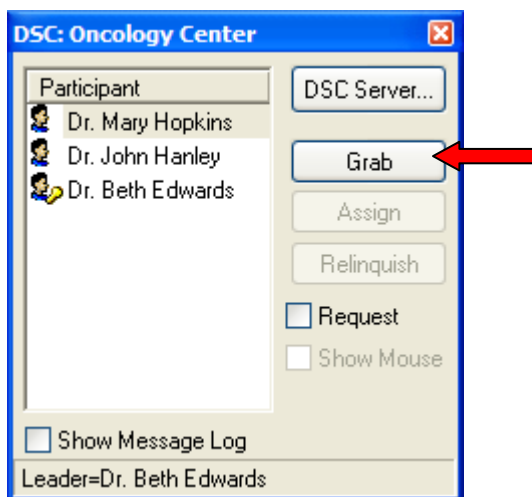 DSC: Oncology Center
Participant
Dr. Mary Hopkins
Dr. John Hanley
Dr. Beth Edwards
DSC Server...
Grab
Assign
Relinquish
Request
Show Mouse
Show Message Log
Leader=Dr. Beth Edwards